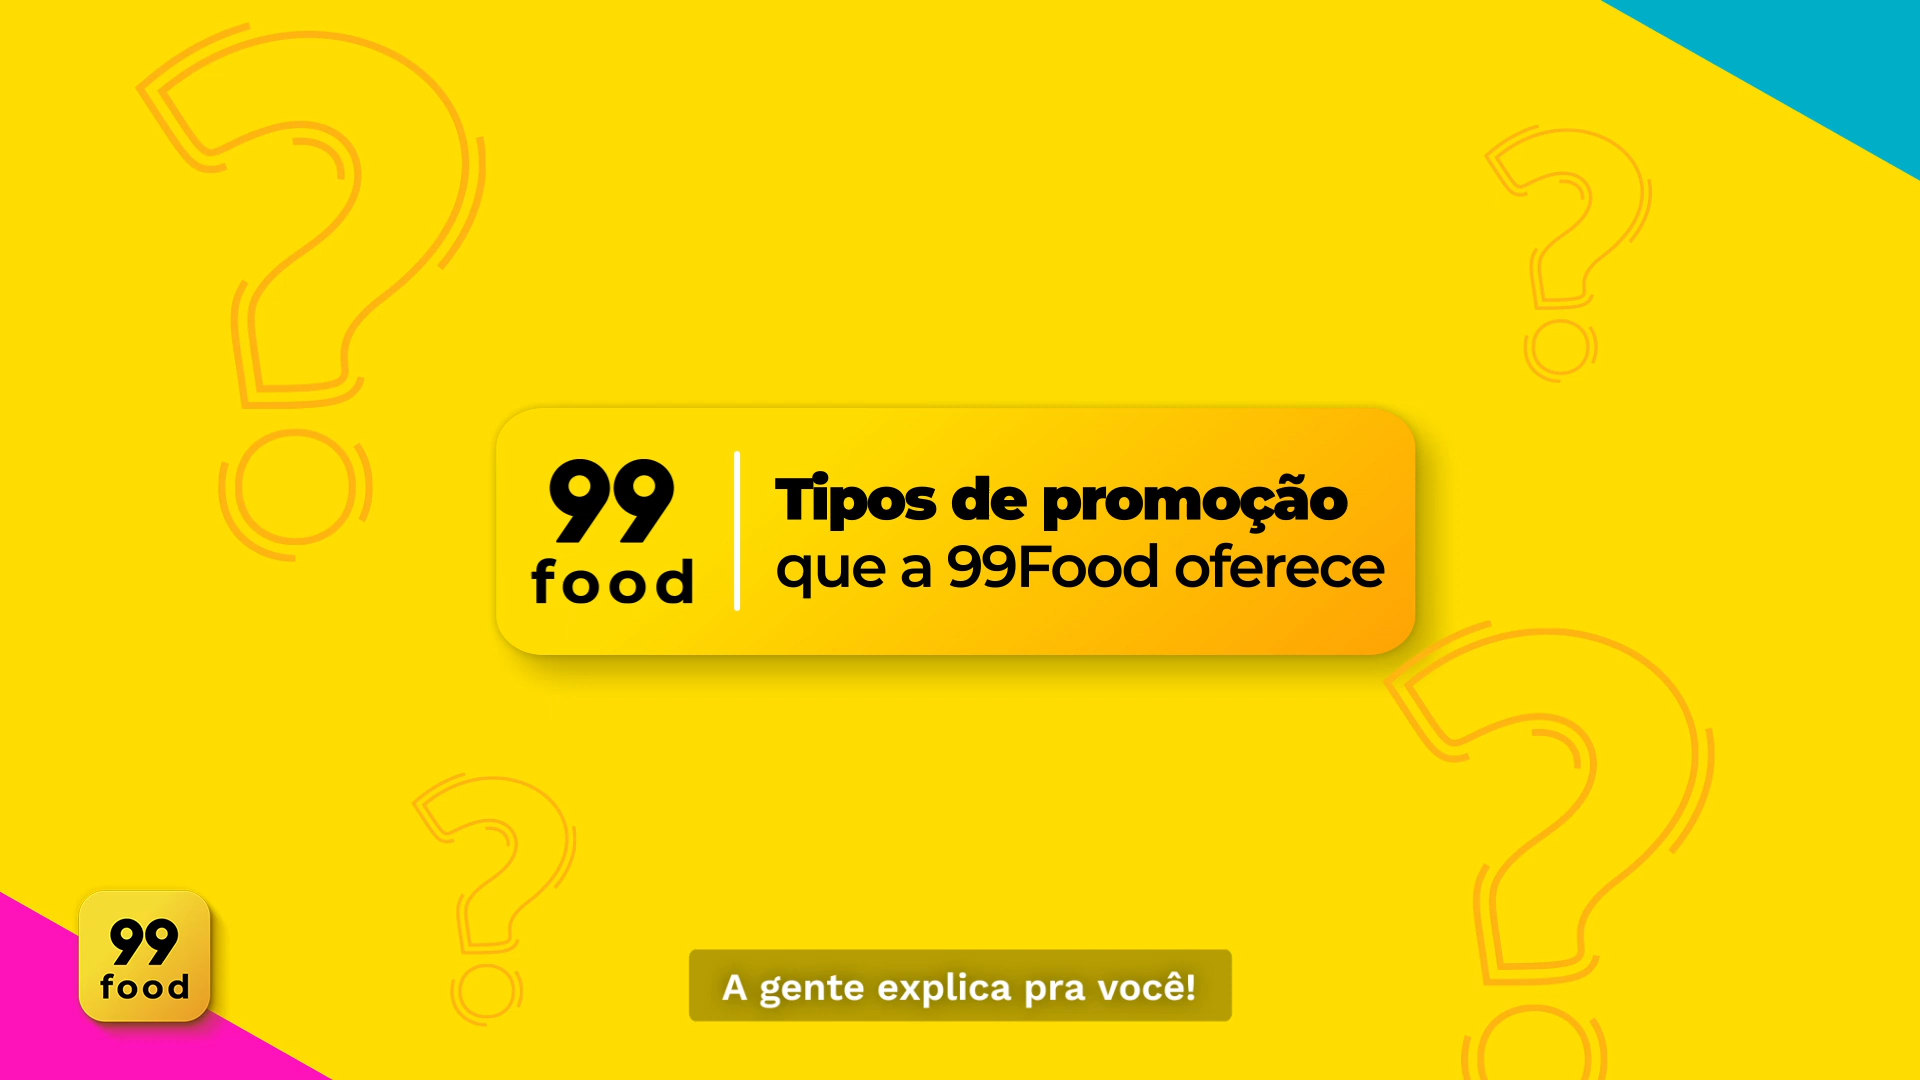 99
food
Tipos de promoção
que a 99Food oferece
99
food
A gente explica pra você!